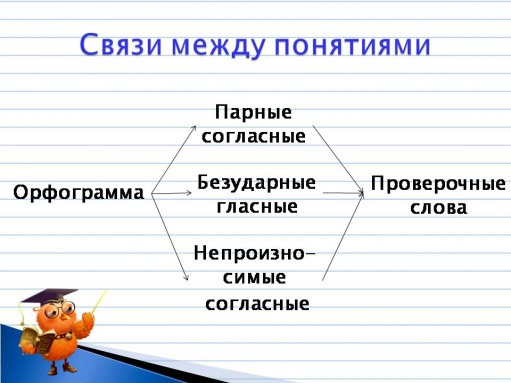 Связи между понятиями
Парные
согласные
Орфограмма
Безударные
гласные
Проверочные
слова
Непроизно-
симые
согласные